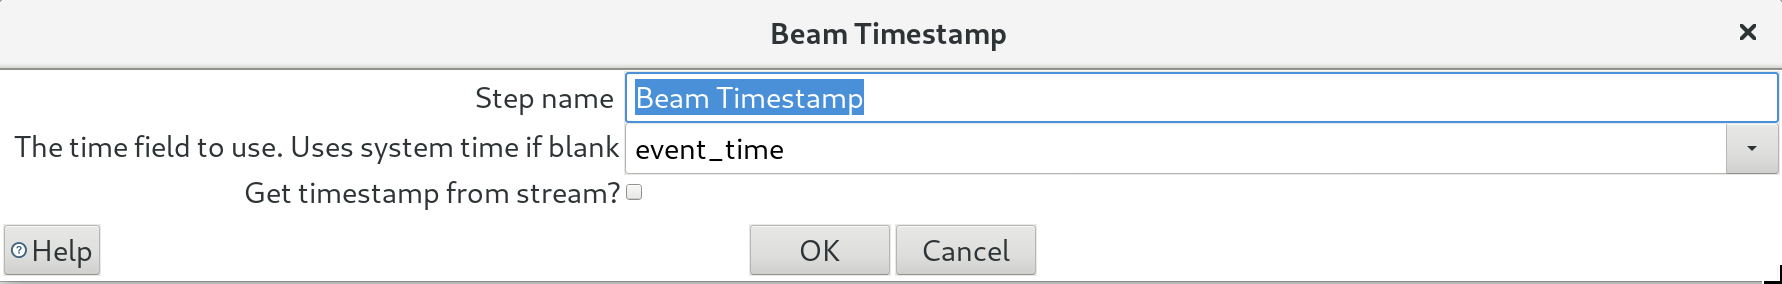 Beam Timestamp
Step name Beam Timestamp
The time field to use. Uses system time if blank event_time
Get timestamp from stream?
Help OK Cancel